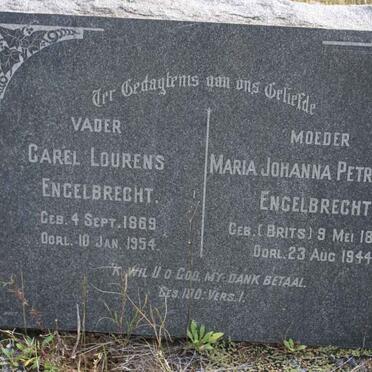 Ter Gedagtenis van ons Geliefde
VADER
CAREL LOURENS
ENGELBRECHT.
GEB. 4 SEPT. 1869
OORL. 10 JAN. 1954.
MOEDER
MARIA JOHANNA PETR
ENGELBRECHT
GEB. (BRITS) 9 MEI 18
OORL. 23 AUG 1944
'K WIL U O GOD, MY DANK BETAAL
GES. 100: VERS. 1.